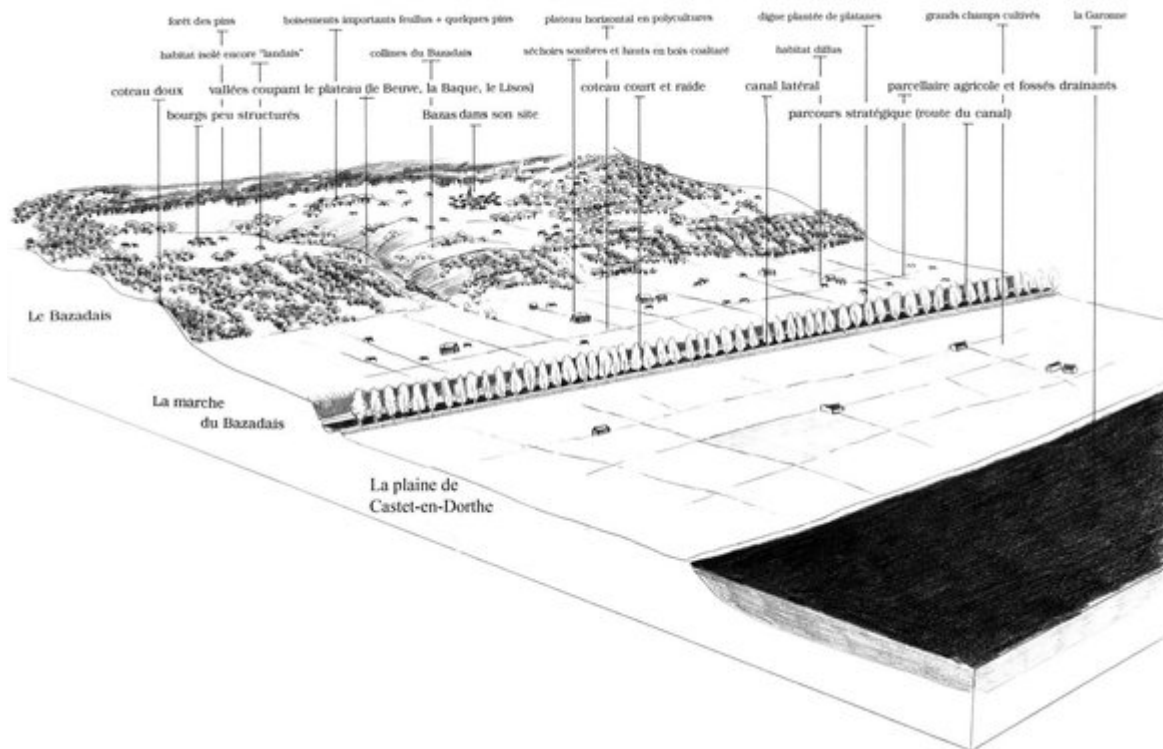 forêt des pins
boisements importants feuillus + quelques pins
plateau horizontal en polycultures
digue plantée de platanes
grands champs cultivés
la Garonne
habitat isolé encore "landais"
collines du Bazadais
séchoirs sombres et hauts en bois coaltaré
habitat diffus
coteau doux
vallées coupant le plateau (le Beuve, la Baque, le Lisos)
coteau court et raide
canal latéral
parcellaire agricole et fossés drainants
bourgs peu structurés
Bazas dans son site
parcours stratégique (route du canal)
Le Bazadais
La marche
du Bazadais
La plaine de
Castet-en-Dorthe